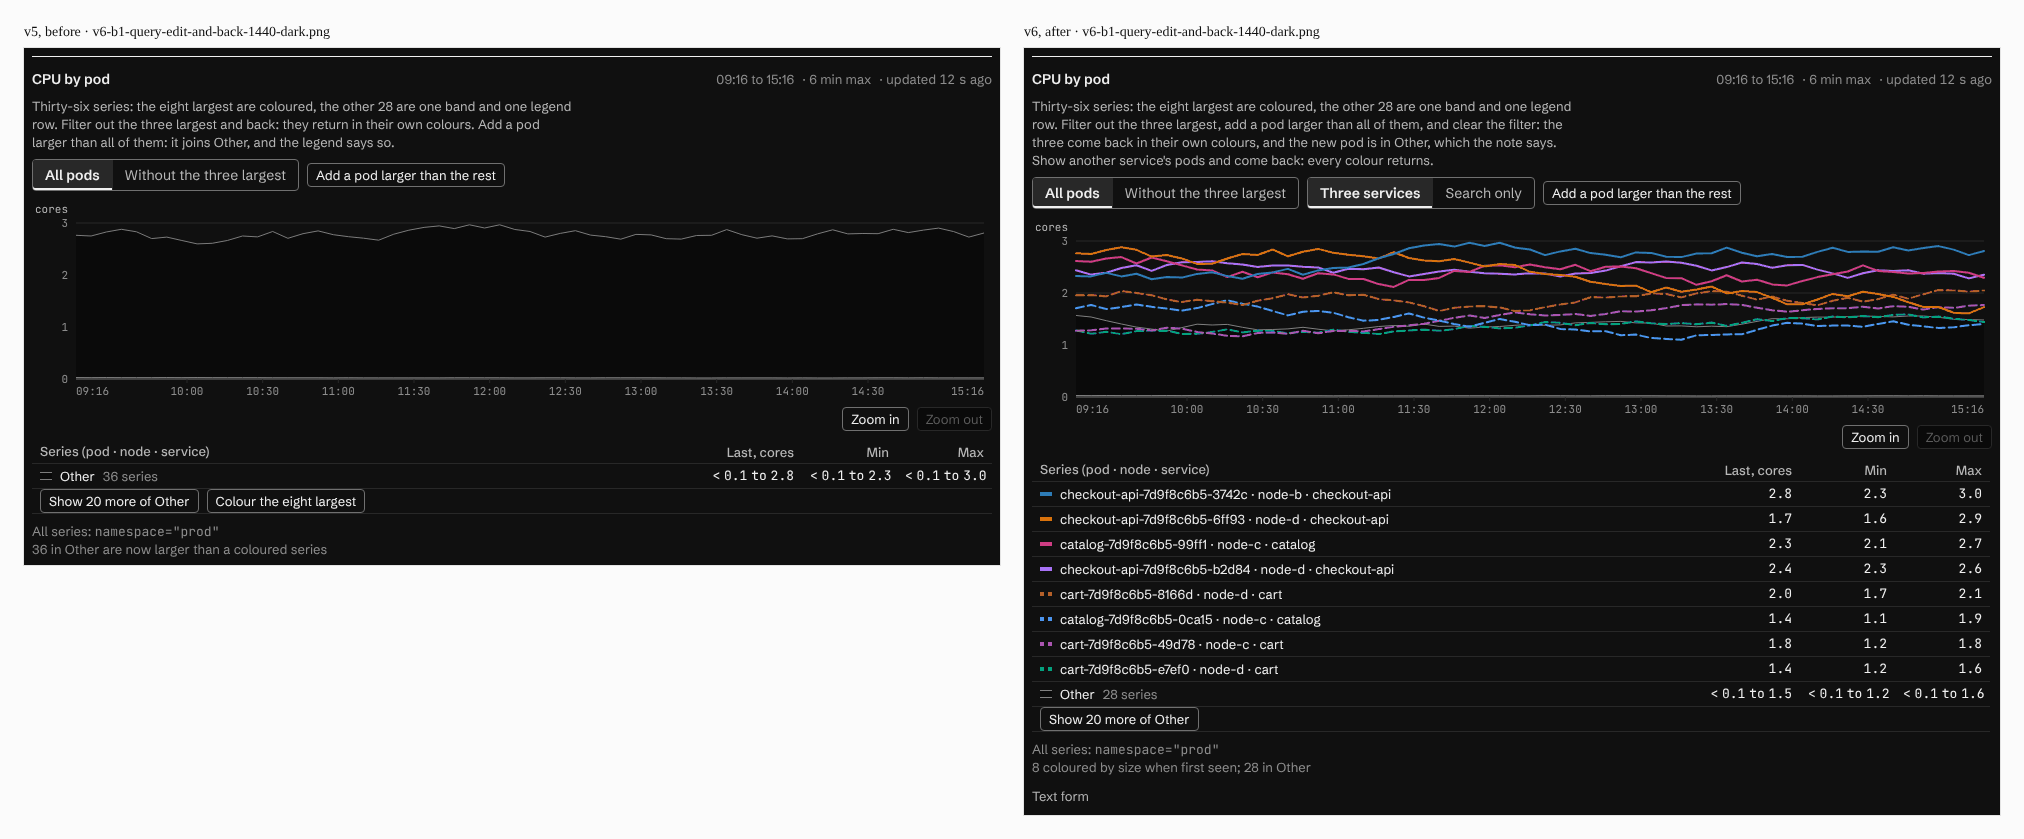 v5, before · v6-b1-query-edit-and-back-1440-dark.png
CPU by pod
09:16 to 15:16 · 6 min max · updated 12 s ago
Thirty-six series: the eight largest are coloured, the other 28 are one band and one legend
row. Filter out the three largest and back: they return in their own colours. Add a pod
larger than all of them: it joins Other, and the legend says so.
All pods Without the three largest Add a pod larger than the rest
cores
3
2
1
0
09:16 10:00 10:30 11:00 11:30 12:00 12:30 13:00 13:30 14:00 14:30 15:16
Zoom in Zoom out
Series (pod · node · service) Last, cores Min Max
Other 36 series < 0.1 to 2.8 < 0.1 to 2.3 < 0.1 to 3.0
Show 20 more of Other Colour the eight largest
All series: namespace="prod"
36 in Other are now larger than a coloured series
v6, after · v6-b1-query-edit-and-back-1440-dark.png
CPU by pod
09:16 to 15:16 · 6 min max · updated 12 s ago
Thirty-six series: the eight largest are coloured, the other 28 are one band and one legend
row. Filter out the three largest, add a pod larger than all of them, and clear the filter: the
three come back in their own colours, and the new pod is in Other, which the note says.
Show another service's pods and come back: every colour returns.
All pods Without the three largest Three services Search only Add a pod larger than the rest
cores
3
2
1
0
09:16 10:00 10:30 11:00 11:30 12:00 12:30 13:00 13:30 14:00 14:30 15:16
Zoom in Zoom out
Series (pod · node · service) Last, cores Min Max
checkout-api-7d9f8c6b5-3742c · node-b · checkout-api 2.8 2.3 3.0
checkout-api-7d9f8c6b5-6ff93 · node-d · checkout-api 1.7 1.6 2.9
catalog-7d9f8c6b5-99ff1 · node-c · catalog 2.3 2.1 2.7
checkout-api-7d9f8c6b5-b2d84 · node-d · checkout-api 2.4 2.3 2.6
cart-7d9f8c6b5-8166d · node-d · cart 2.0 1.7 2.1
catalog-7d9f8c6b5-0ca15 · node-c · catalog 1.4 1.1 1.9
cart-7d9f8c6b5-49d78 · node-c · cart 1.8 1.2 1.8
cart-7d9f8c6b5-e7ef0 · node-d · cart 1.4 1.2 1.6
Other 28 series < 0.1 to 1.5 < 0.1 to 1.2 < 0.1 to 1.6
Show 20 more of Other
All series: namespace="prod"
8 coloured by size when first seen; 28 in Other
Text form